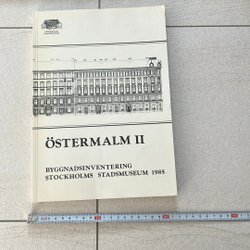 ÖSTERMALM II
BYGGNADSINVENTERING
STOCKHOLMS STADSMUSEUM 1985